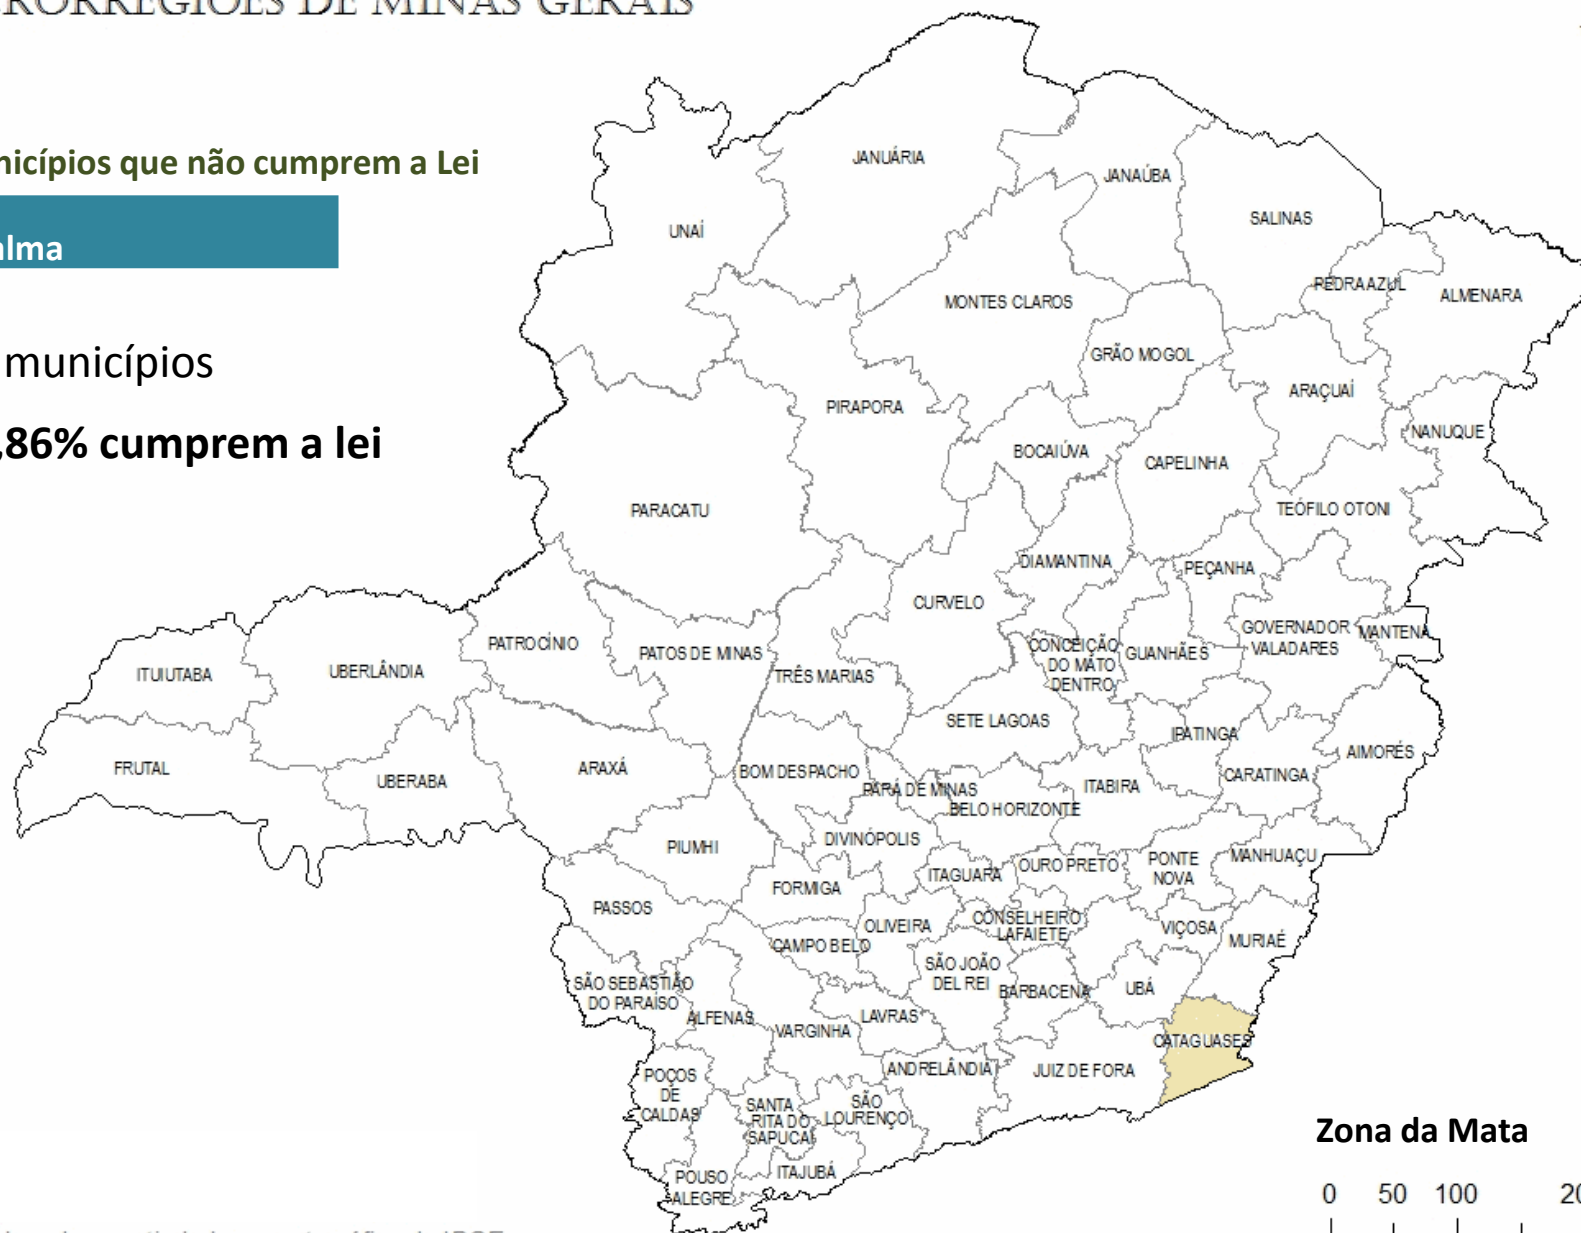 DE MINAS GERAIS
que não cumprem a Lei
municípios
,86% cumprem a lei
JANUÁRIA
JANAÚBA
SALINAS
UNAÍ
PEDRA AZUL
ALMENARA
MONTES CLAROS
GRÃO MOGOL
ARAÇUAÍ
PIRAPORA
NANUQUE
BOCAIÚVA
CAPELINHA
PARACATU
TEÓFILO OTONI
DIAMANTINA
PEÇANHA
CURVELO
PATROCÍNIO
PATOS DE MINAS
CONCEIÇÃO
DO MATO
DENTRO
GUANHÃES
GOVERNADOR
VALADARES
MANTENA
ITUIUTABA
UBERLÂNDIA
TRÊS MARIAS
SETE LAGOAS
IPATINGA
AIMORÉS
FRUTAL
UBERABA
ARAXÁ
BOM DESPACHO
PARÁ DE MINAS
BELO HORIZONTE
ITABIRA
CARATINGA
PIUMHI
DIVINÓPOLIS
ITAGUARA
OURO PRETO
PONTE
NOVA
MANHUAÇU
FORMIGA
PASSOS
OLIVEIRA
CONSELHEIRO
LAFAIETE
VIÇOSA
MURIAÉ
CAMPO BELO
SÃO JOÃO
DEL REI
BARBACENA
UBÁ
SÃO SEBASTIÃO
DO PARAÍSO
ALFENAS
VARGINHA
LAVRAS
CATAGUASES
ANDRELÂNDIA
JUIZ DE FORA
POÇOS
DE
CALDAS
SANTA
RITA DO
SAPUCAÍ
SÃO
LOURENÇO
POUSO
ALEGRE
ITAJUBÁ
Zona da Mata
0 50 100